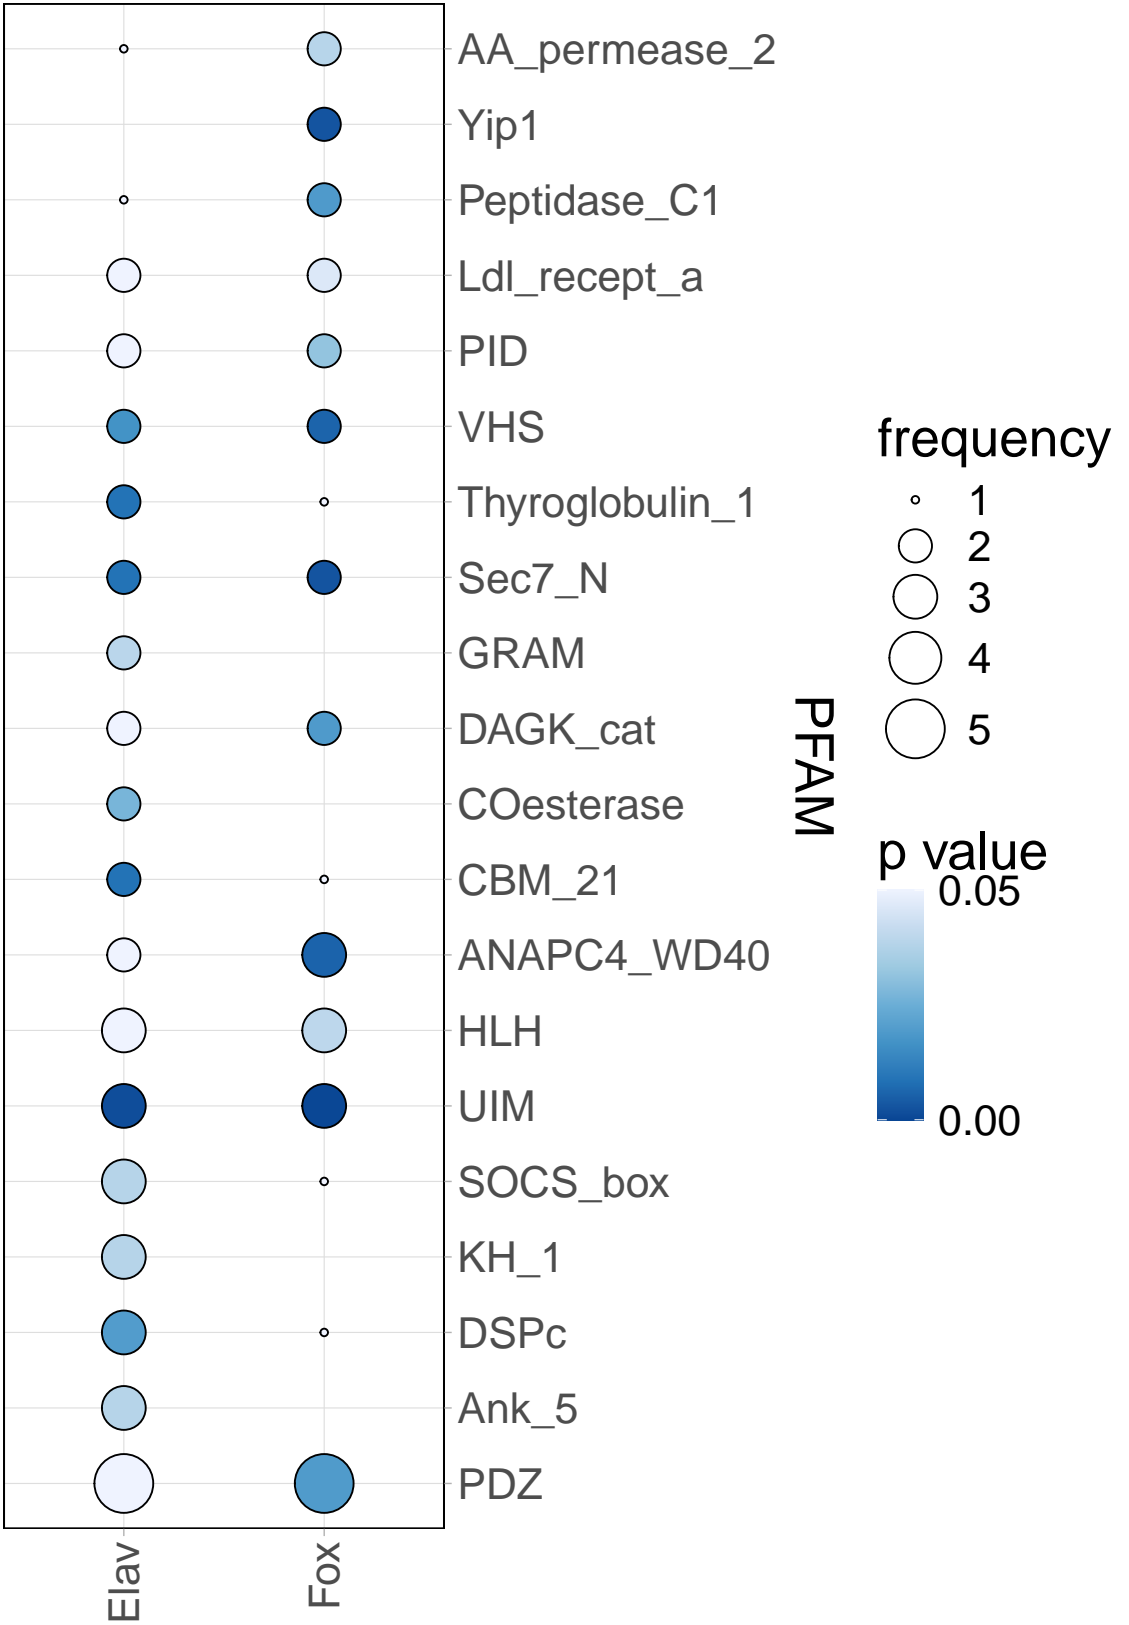 AA_permease_2
Yip1
Peptidase_C1
Ldl_recept_a
PID
VHS
Thyroglobulin_1
Sec7_N
GRAM
DAGK_cat
COesterase
CBM_21
ANAPC4_WD40
HLH
UIM
SOCS_box
KH_1
DSPc
Ank_5
PDZ
Elav
Fox
PFAM
frequency
1
2
3
4
5
p value
0.05
0.00